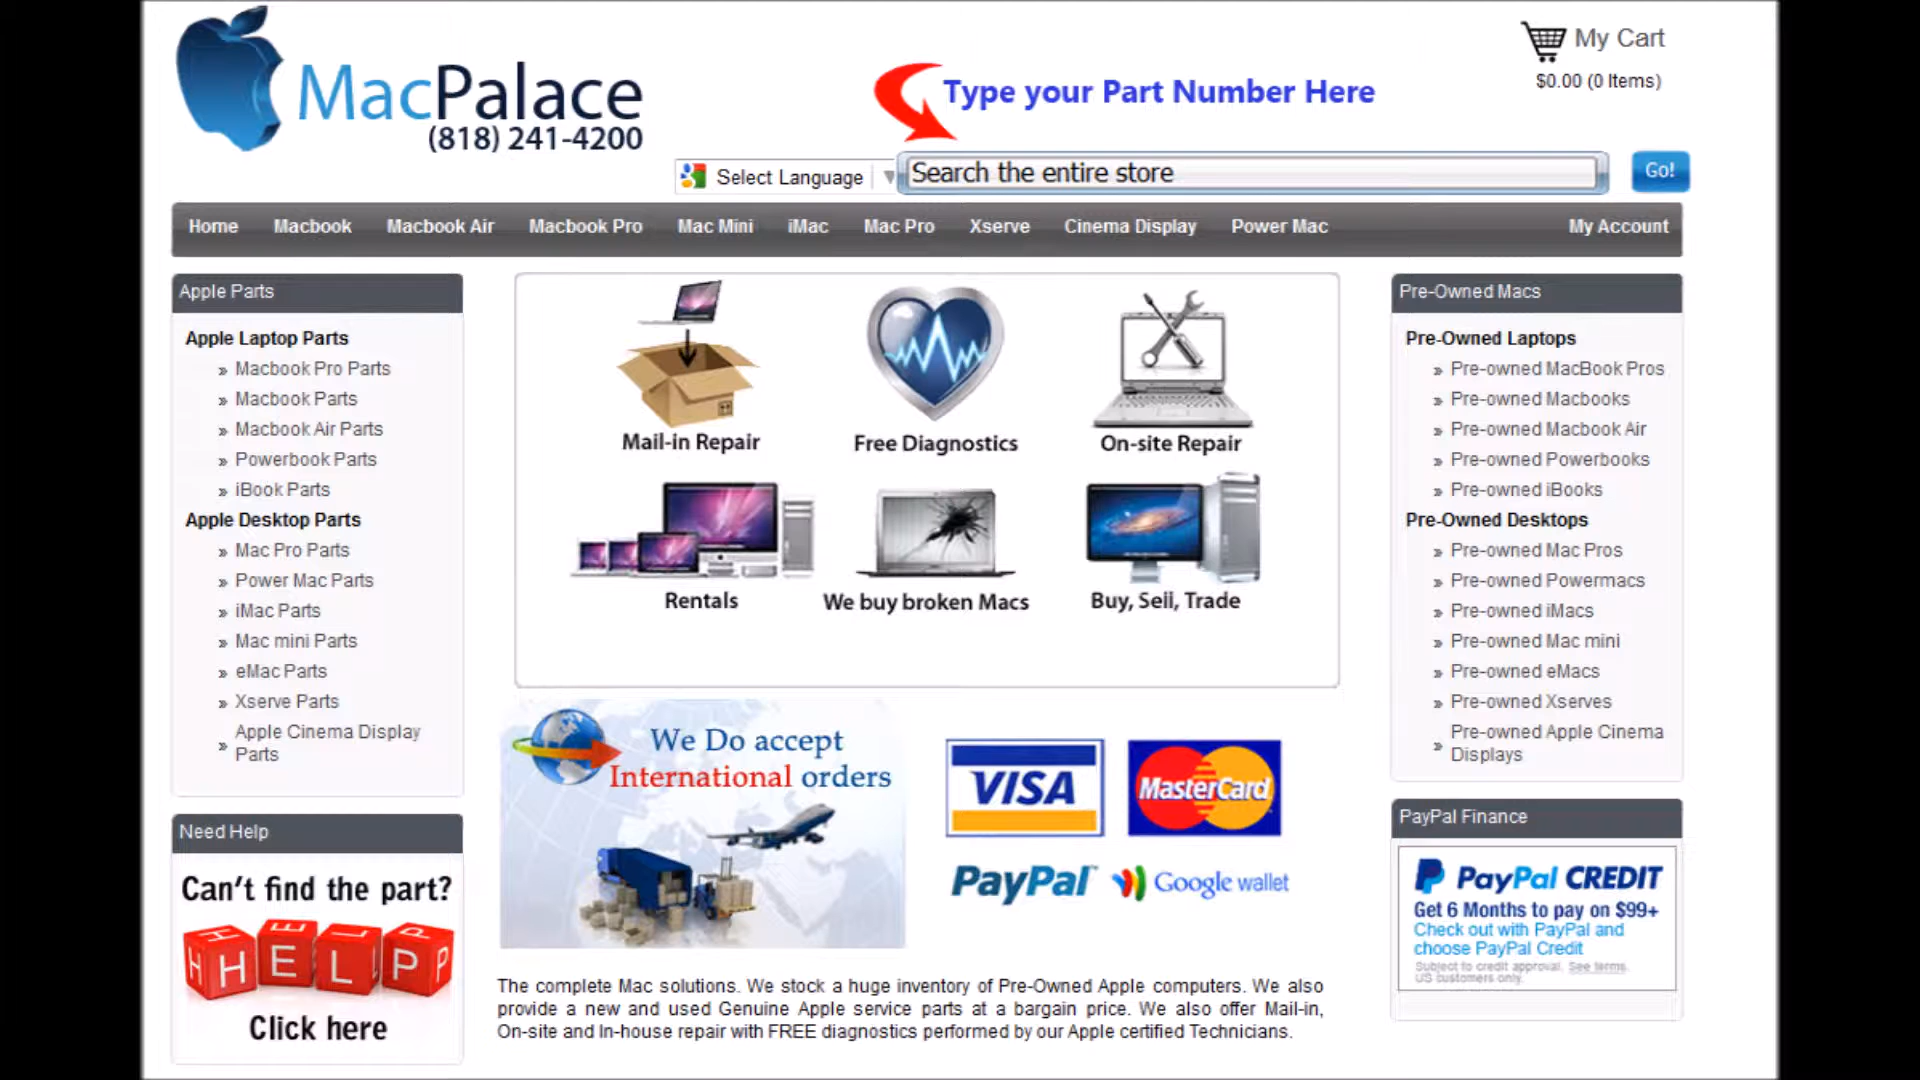 MacPalace
(818) 241-4200
Type your Part Number Here
My Cart
$0.00 (0 Items)
Select Language
Search the entire store
Go!
Home Macbook Macbook Air Macbook Pro Mac Mini iMac Mac Pro Xserve Cinema Display Power Mac My Account
Apple Parts
Apple Laptop Parts
» Macbook Pro Parts
» Macbook Parts
» Macbook Air Parts
» Powerbook Parts
» iBook Parts
Apple Desktop Parts
» Mac Pro Parts
» Power Mac Parts
» iMac Parts
» Mac mini Parts
» eMac Parts
» Xserve Parts
» Apple Cinema Display
Parts
Need Help
Can't find the part?
HELP
Click here
Mail-in Repair
Free Diagnostics
On-site Repair
Rentals
We buy broken Macs
Buy, Sell, Trade
We Do accept
International orders
VISA
MasterCard
PayPal
Google wallet
The complete Mac solutions. We stock a huge inventory of Pre-Owned Apple computers. We also
provide a new and used Genuine Apple service parts at a bargain price. We also offer Mail-in,
On-site and In-house repair with FREE diagnostics performed by our Apple certified Technicians.
Pre-Owned Macs
Pre-Owned Laptops
» Pre-owned MacBook Pros
» Pre-owned Macbooks
» Pre-owned Macbook Air
» Pre-owned Powerbooks
» Pre-owned iBooks
Pre-Owned Desktops
» Pre-owned Mac Pros
» Pre-owned Powermacs
» Pre-owned iMacs
» Pre-owned Mac mini
» Pre-owned eMacs
» Pre-owned Xserves
» Pre-owned Apple Cinema
Displays
PayPal Finance
PayPal CREDIT
Get 6 Months to pay on $99+
Check out with PayPal and
choose PayPal Credit
Subject to credit approval. See terms.
US customers only.